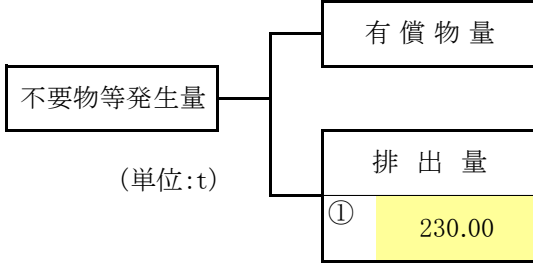 有償物量
不要物等発生量
排出量
(単位:t)
①
230.00